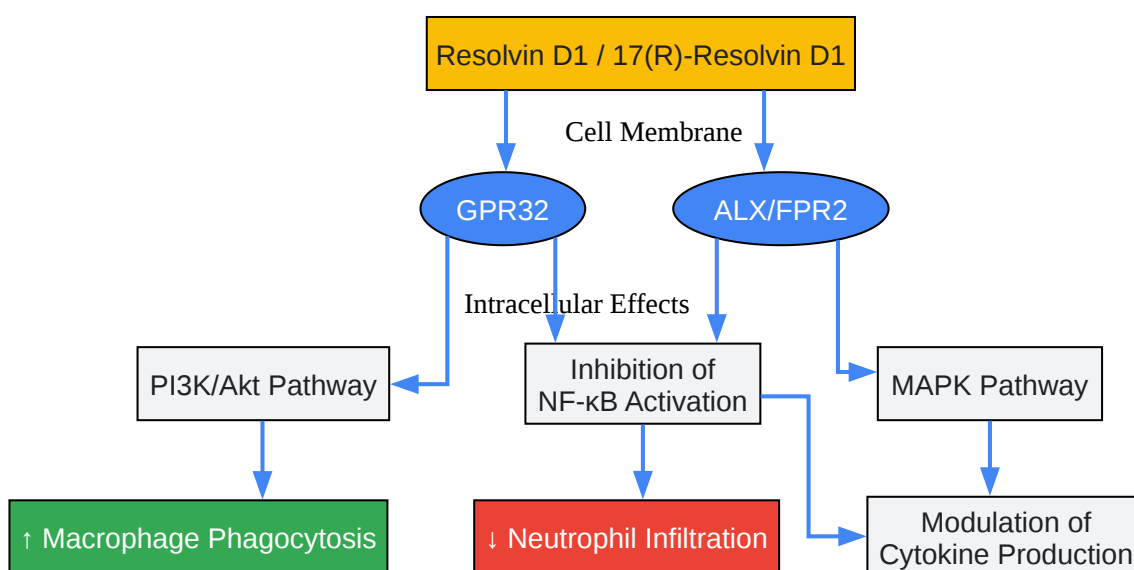 Resolvin D1 / 17(R)-Resolvin D1
Cell Membrane
GPR32
ALX/FPR2
Intracellular Effects
PI3K/Akt Pathway
Inhibition of
NF-κB Activation
MAPK Pathway
↑ Macrophage Phagocytosis
↓ Neutrophil Infiltration
Modulation of
Cytokine Production